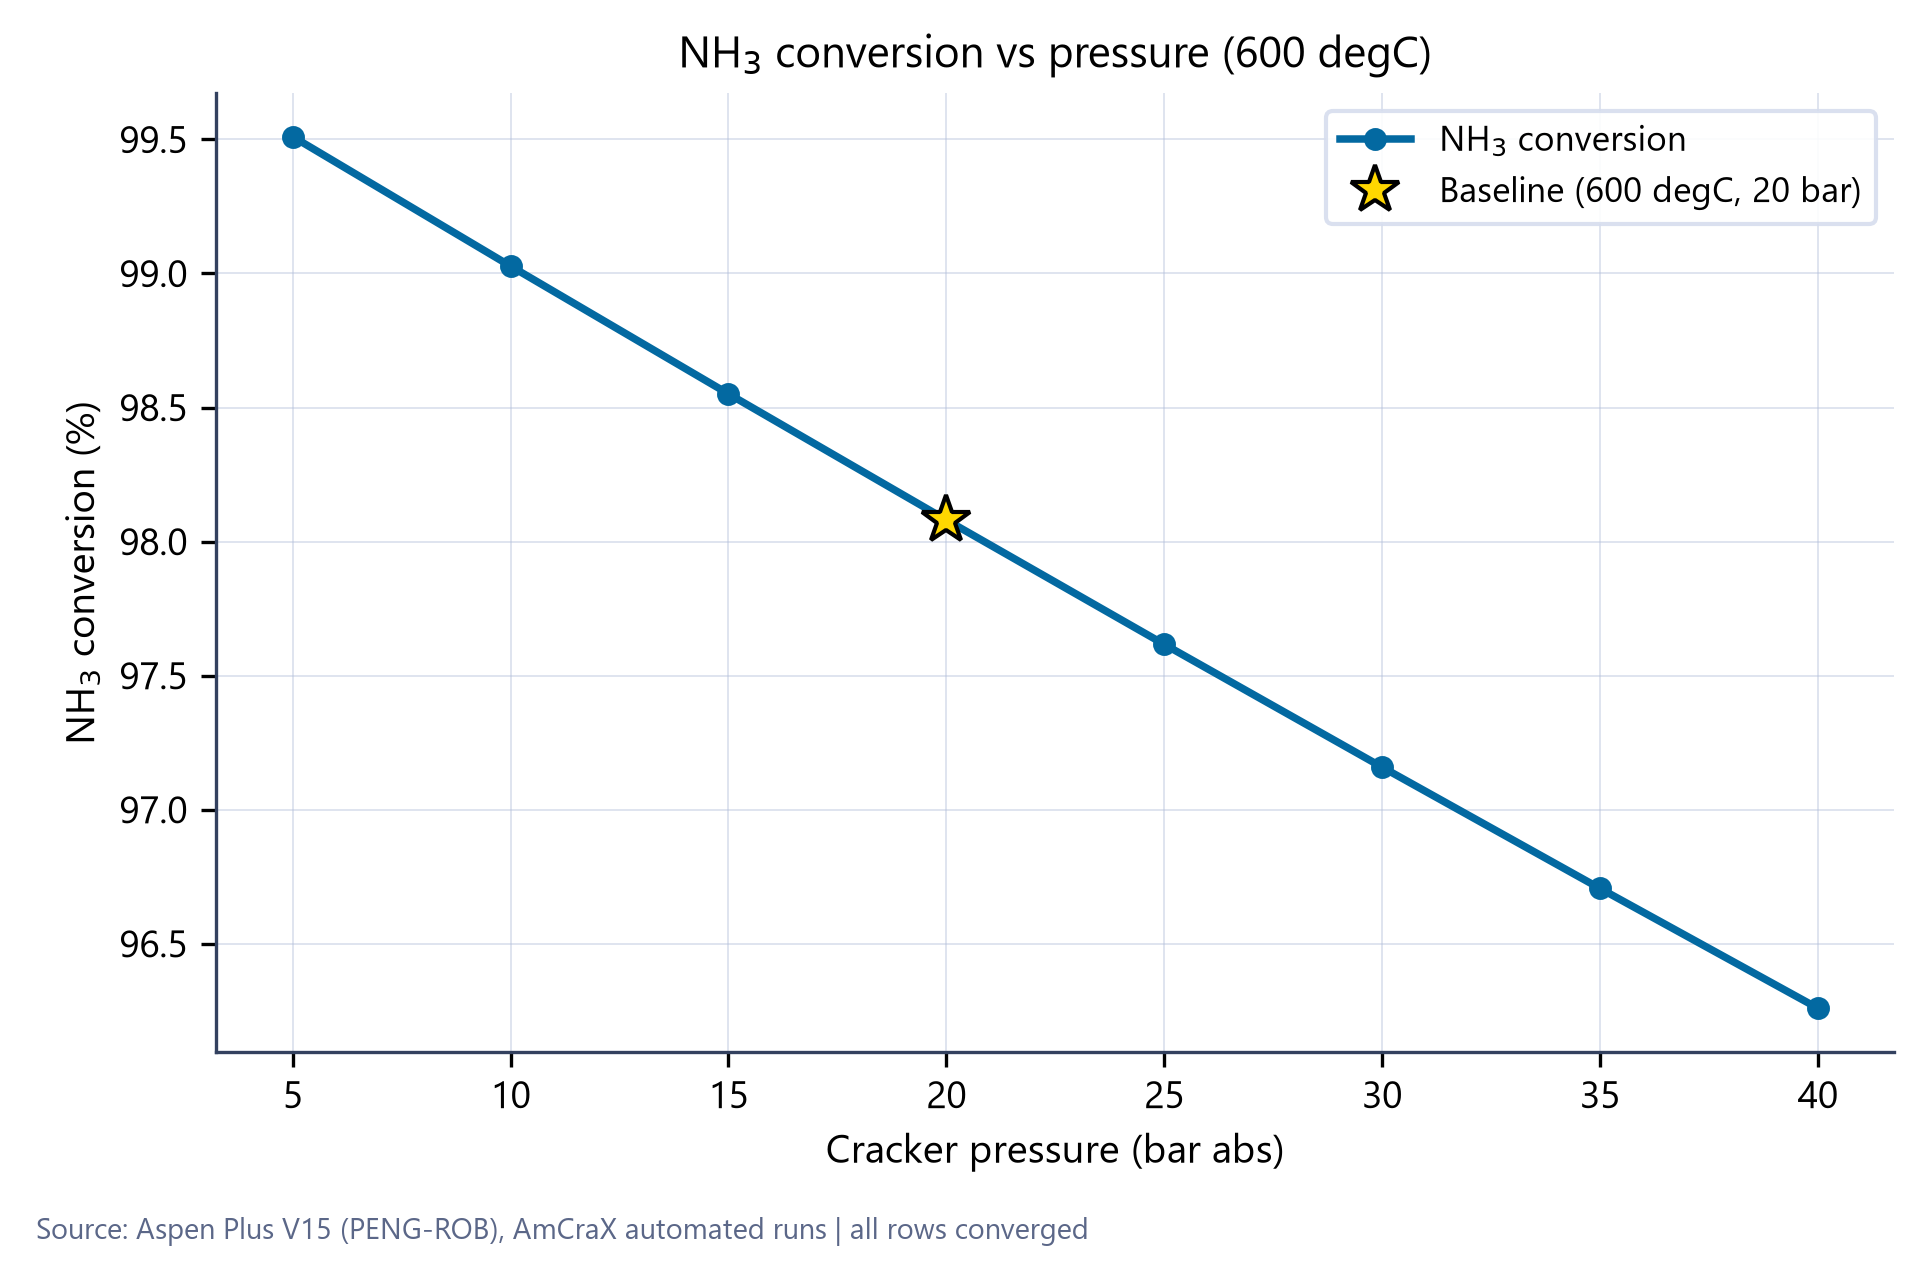 NH₃ conversion vs pressure (600 degC)
NH₃ conversion
Baseline (600 degC, 20 bar)
NH₃ conversion (%)
99.5
99.0
98.5
98.0
97.5
97.0
96.5
5 10 15 20 25 30 35 40
Cracker pressure (bar abs)
Source: Aspen Plus V15 (PENG-ROB), AmCraX automated runs | all rows converged